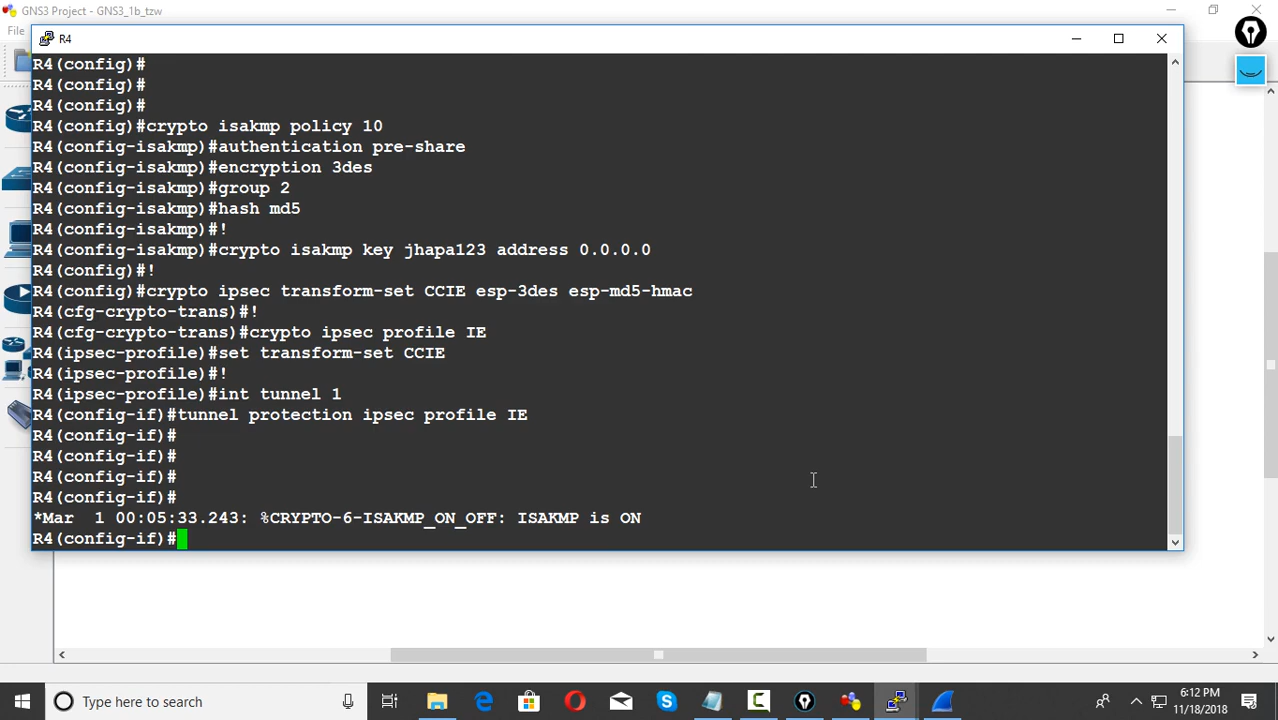 GNS3 Project - GNS3_1b_tzw
File
R4
R4(config)#
R4(config)#
R4(config)#
R4(config)#crypto isakmp policy 10
R4(config-isakmp)#authentication pre-share
R4(config-isakmp)#encryption 3des
R4(config-isakmp)#group 2
R4(config-isakmp)#hash md5
R4(config-isakmp)#!
R4(config-isakmp)#crypto isakmp key jhapa123 address 0.0.0.0
R4(config)#!
R4(config)#crypto ipsec transform-set CCIE esp-3des esp-md5-hmac
R4(cfg-crypto-trans)#!
R4(cfg-crypto-trans)#crypto ipsec profile IE
R4(ipsec-profile)#set transform-set CCIE
R4(ipsec-profile)#!
R4(ipsec-profile)#int tunnel 1
R4(config-if)#tunnel protection ipsec profile IE
R4(config-if)#
R4(config-if)#
R4(config-if)#
R4(config-if)#
*Mar  1 00:05:33.243: %CRYPTO-6-ISAKMP_ON_OFF: ISAKMP is ON
R4(config-if)#
Type here to search
6:12 PM
11/18/2018